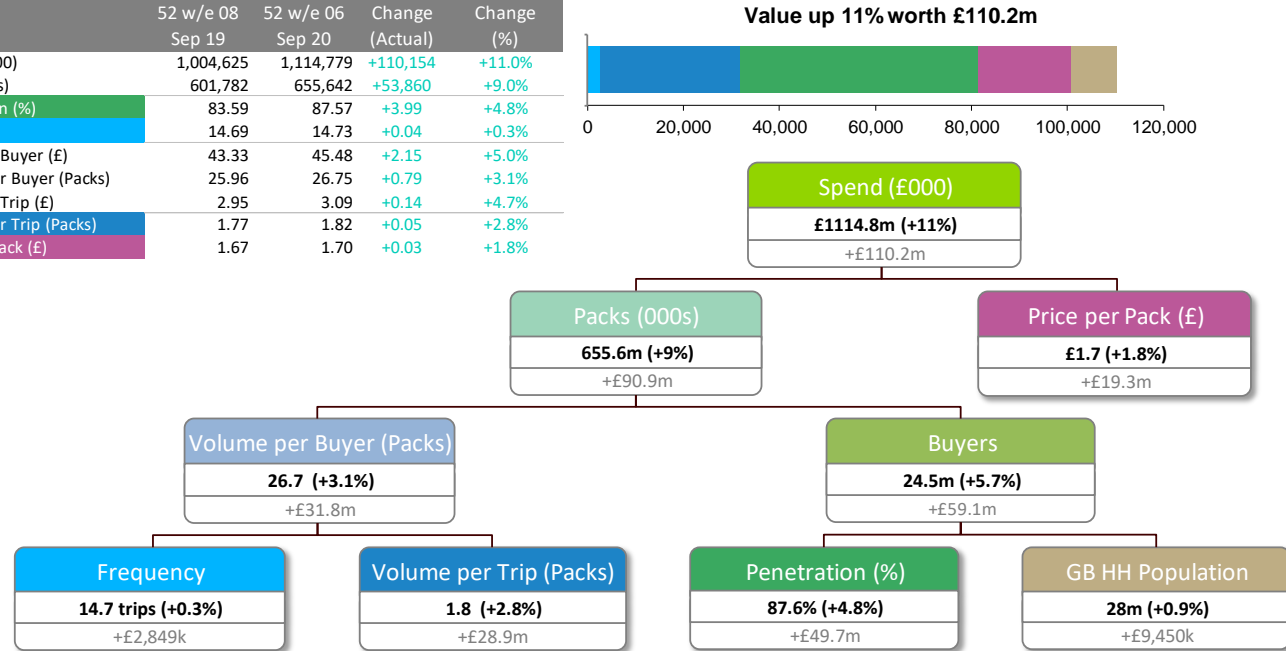 52 w/e 08 52 w/e 06 Change Change
Sep 19 Sep 20 (Actual) (%)
00) 1,004,625 1,114,779 +110,154 +11.0%
s) 601,782 655,642 +53,860 +9.0%
n (%) 83.59 87.57 +3.99 +4.8%
14.69 14.73 +0.04 +0.3%
Buyer (£) 43.33 45.48 +2.15 +5.0%
r Buyer (Packs) 25.96 26.75 +0.79 +3.1%
Trip (£) 2.95 3.09 +0.14 +4.7%
r Trip (Packs) 1.77 1.82 +0.05 +2.8%
ack (£) 1.67 1.70 +0.03 +1.8%
Value up 11% worth £110.2m
0 20,000 40,000 60,000 80,000 100,000 120,000
Spend (£000)
£1114.8m (+11%)
+£110.2m
Packs (000s)
655.6m (+9%)
+£90.9m
Price per Pack (£)
£1.7 (+1.8%)
+£19.3m
Volume per Buyer (Packs)
26.7 (+3.1%)
+£31.8m
Buyers
24.5m (+5.7%)
+£59.1m
Frequency
14.7 trips (+0.3%)
+£2,849k
Volume per Trip (Packs)
1.8 (+2.8%)
+£28.9m
Penetration (%)
87.6% (+4.8%)
+£49.7m
GB HH Population
28m (+0.9%)
+£9,450k